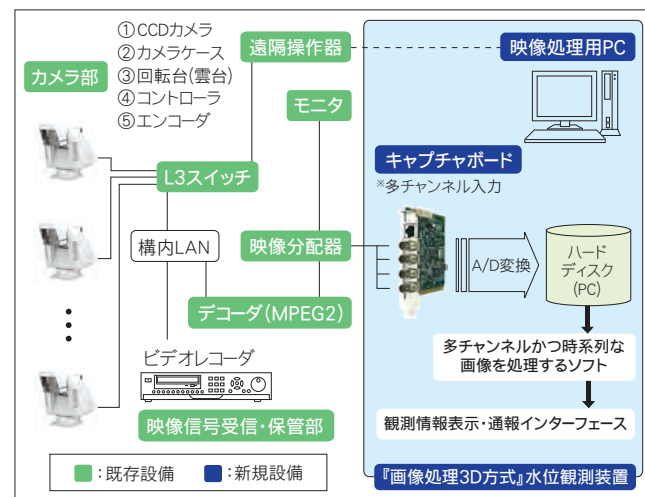 ①CCDカメラ
②カメラケース
③回転台(雲台)
④コントローラ
⑤エンコーダ
カメラ部
遠隔操作器
モニタ
L3スイッチ
構内LAN
映像分配器
デコーダ(MPEG2)
ビデオレコーダ
映像信号受信・保管部
■:既存設備 ■:新規設備
映像処理用PC
キャプチャボード
※多チャンネル入力
A/D変換
ハード
ディスク
(PC)
多チャンネルかつ時系列な
画像を処理するソフト
観測情報表示・通報インターフェース
『画像処理3D方式』水位観測装置